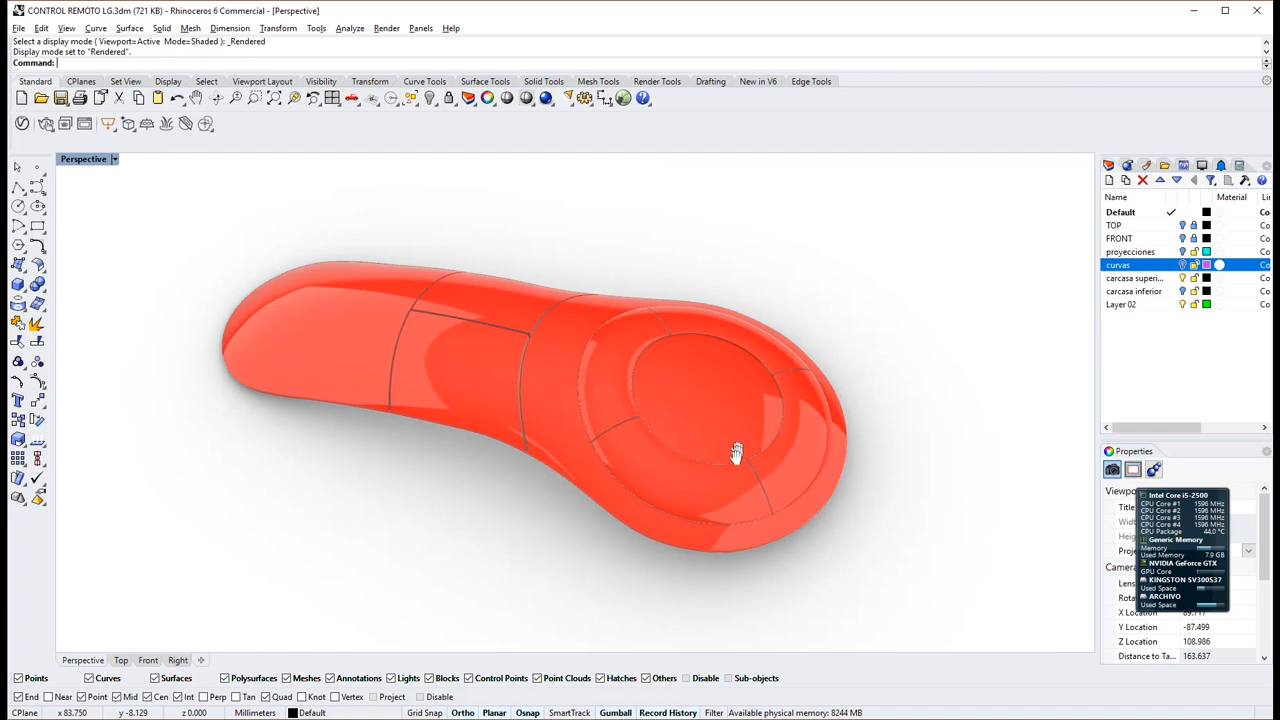 CONTROL REMOTO LG.3dm (721 KB) - Rhinoceros 6 Commercial - [Perspective]
File Edit View Curve Surface Solid Mesh Dimension Transform Tools Analyze Render Panels Help
Select a display mode ( Viewport=Active Mode=Shaded ): _Rendered
Display mode set to "Rendered".
Command:
Standard CPlanes Set View Display Select Viewport Layout Visibility Transform Curve Tools Surface Tools Solid Tools Mesh Tools Render Tools Drafting New in V6 Edge Tools
Perspective
Name Material
Default Co
TOP Co
FRONT Co
proyecciones Co
curvas Co
carcasa superi... Co
carcasa inferior Co
Layer 02 Co
Properties
Intel Core i5-2500
CPU Core #1 1596 MHz
CPU Core #2 1596 MHz
CPU Core #3 1596 MHz
CPU Core #4 1596 MHz
CPU Package 44.0 °C
Generic Memory
Memory
Used Memory 7.9 GB
NVIDIA GeForce GTX
GPU Core
KINGSTON SV300S37
Used Space
ARCHIVO
Used Space
Y Location -87.499
Z Location 108.986
Distance to Ta... 163.637
Perspective Top Front Right
Points Curves Surfaces Polysurfaces Meshes Annotations Lights Blocks Control Points Point Clouds Hatches Others Disable Sub-objects
End Near Point Mid Cen Int Perp Tan Quad Knot Vertex Project Disable
CPlane x 83.750 y -8.129 z 0.000 Millimeters Default Grid Snap Ortho Planar Osnap SmartTrack Gumball Record History Filter Available physical memory: 8244 MB